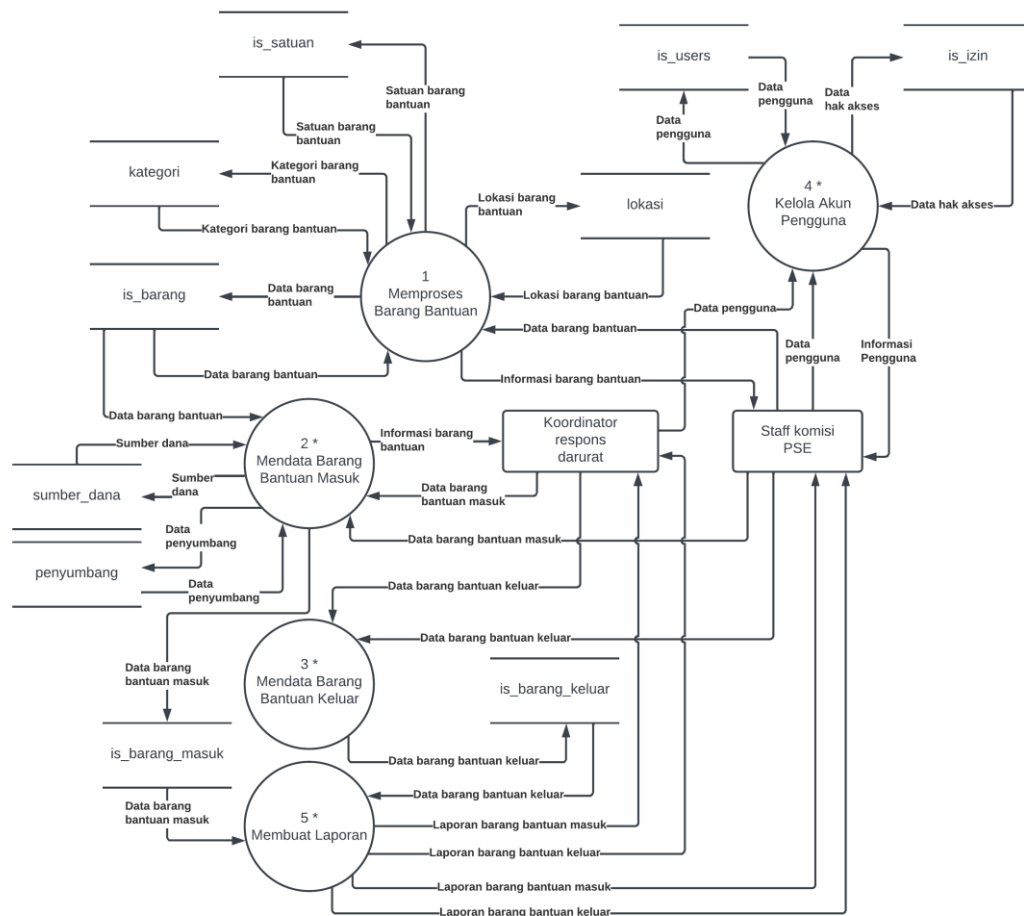 is_satuan
is_users
is_izin
Satuan barang
bantuan
Data
pengguna
Data
hak akses
Data
pengguna
Satuan barang
bantuan
kategori
Kategori barang
bantuan
Lokasi barang
bantuan
lokasi
4 *
Kelola Akun
Pengguna
Data hak akses
Kategori barang bantuan
is_barang
Data barang
bantuan
1
Memproses
Barang Bantuan
Lokasi barang bantuan
Data pengguna
Data barang bantuan
Data
pengguna
Informasi
Pengguna
Data barang bantuan
Informasi barang bantuan
Data barang bantuan
Sumber dana
2 *
Mendata Barang
Bantuan Masuk
Informasi barang
bantuan
Koordinator
respons
darurat
Staff komisi
PSE
sumber_dana
Sumber
dana
Data barang
bantuan masuk
Data
penyumbang
Data barang bantuan masuk
penyumbang
Data
penyumbang
Data barang bantuan keluar
Data barang bantuan keluar
Data barang
bantuan masuk
3 *
Mendata Barang
Bantuan Keluar
is_barang_keluar
is_barang_masuk
Data barang bantuan keluar
Data barang
bantuan masuk
Data barang bantuan keluar
5 *
Membuat Laporan
Laporan barang bantuan masuk
Laporan barang bantuan keluar
Laporan barang bantuan masuk
Laporan barang bantuan keluar